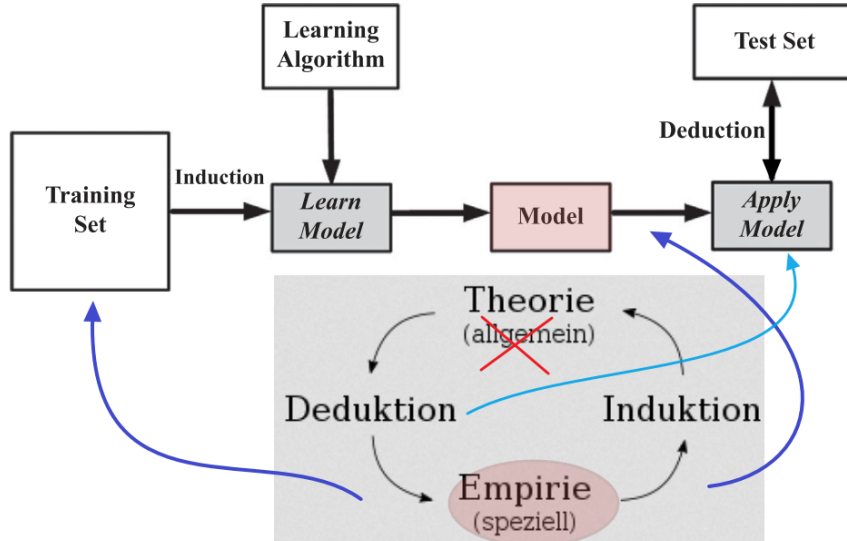 Learning
Algorithm
Test Set
Deduction
Training
Set
Induction
Learn
Model
Model
Apply
Model
Theorie
(allgemein)
Deduktion
Induktion
Empirie
(speziell)